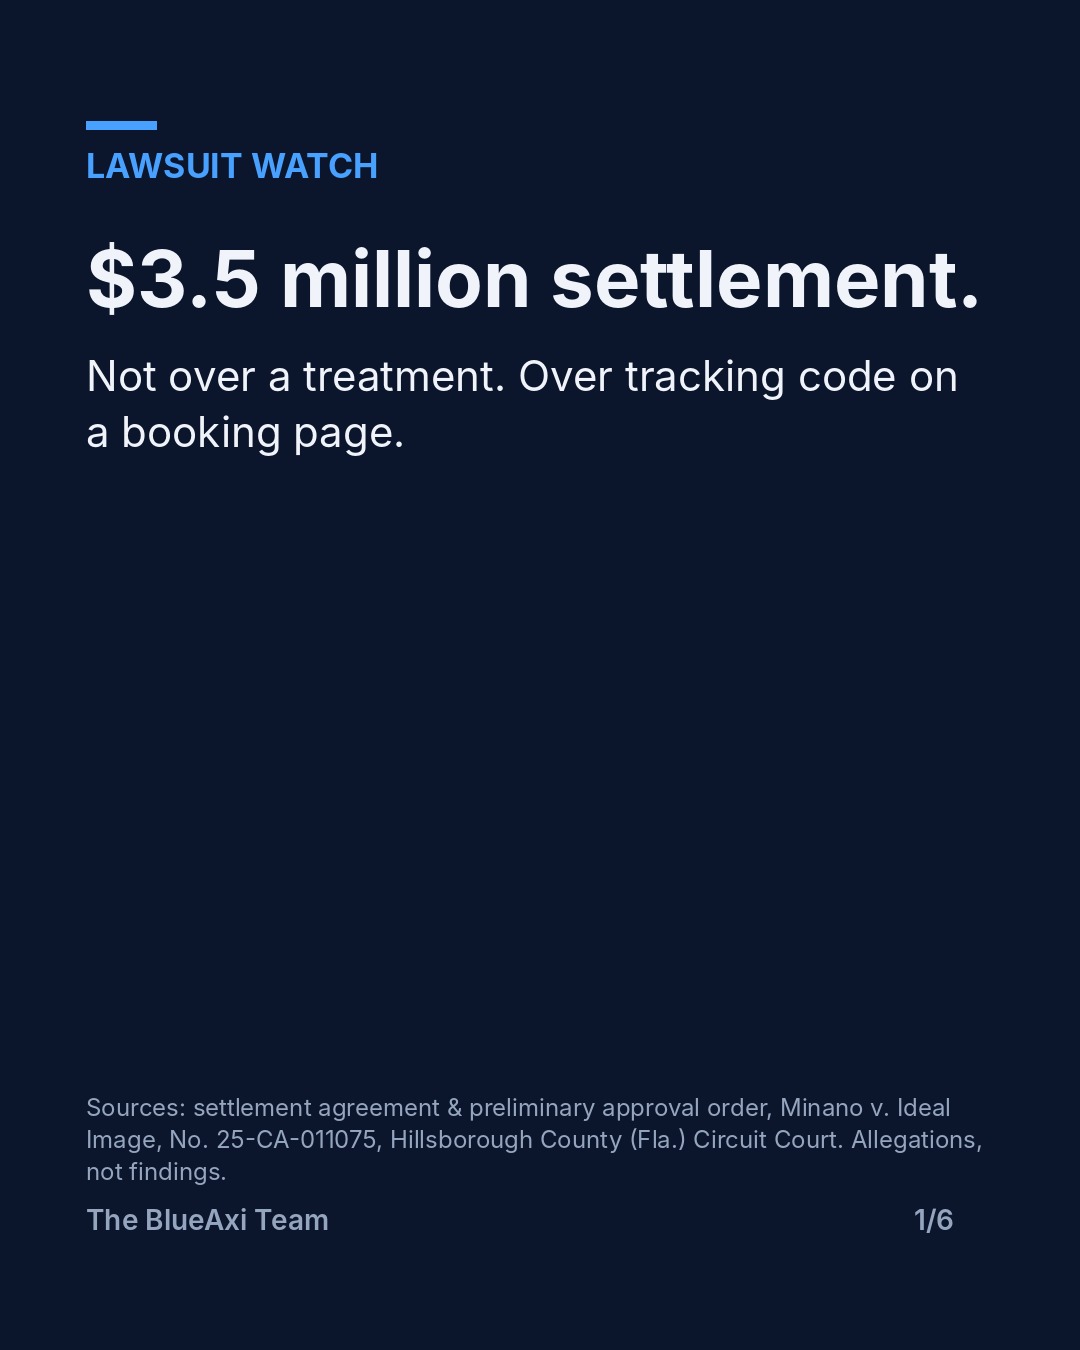 LAWSUIT WATCH
$3.5 million settlement.
Not over a treatment. Over tracking code on
a booking page.
Sources: settlement agreement & preliminary approval order, Minano v. Ideal
Image, No. 25-CA-011075, Hillsborough County (Fla.) Circuit Court. Allegations,
not findings.
The BlueAxi Team
1/6